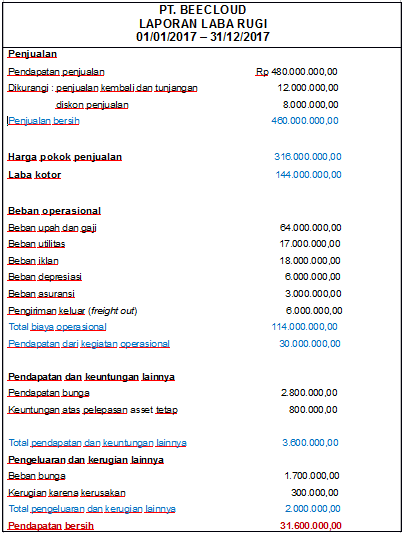 PT. BEECLOUD
LAPORAN LABA RUGI
01/01/2017 – 31/12/2017
Penjualan
Pendapatan penjualan Rp 480.000.000,00
Dikurangi : penjualan kembali dan tunjangan 12.000.000,00
diskon penjualan 8.000.000,00
Penjualan bersih 460.000.000,00
Harga pokok penjualan 316.000.000,00
Laba kotor 144.000.000,00
Beban operasional
Beban upah dan gaji 64.000.000,00
Beban utilitas 17.000.000,00
Beban iklan 18.000.000,00
Beban depresiasi 6.000.000,00
Beban asuransi 3.000.000,00
Pengiriman keluar (freight out) 6.000.000,00
Total biaya operasional 114.000.000,00
Pendapatan dari kegiatan operasional 30.000.000,00
Pendapatan dan keuntungan lainnya
Pendapatan bunga 2.800.000,00
Keuntungan atas pelepasan asset tetap 800.000,00
Total pendapatan dan keuntungan lainnya 3.600.000,00
Pengeluaran dan kerugian lainnya
Beban bunga 1.700.000,00
Kerugian karena kerusakan 300.000,00
Total pengeluaran dan kerugian lainnya 2.000.000,00
Pendapatan bersih 31.600.000,00